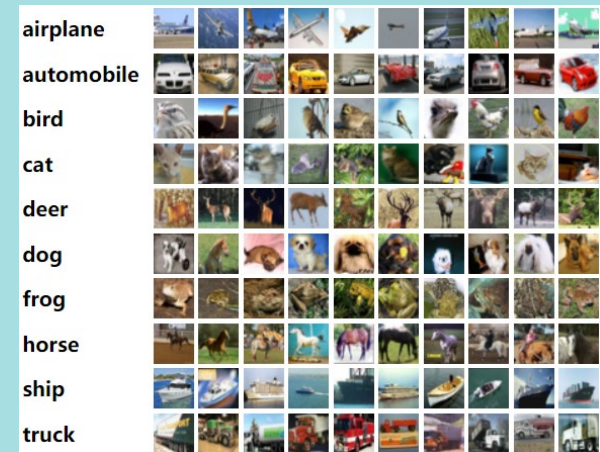 airplane
automobile
bird
cat
deer
dog
frog
horse
ship
truck